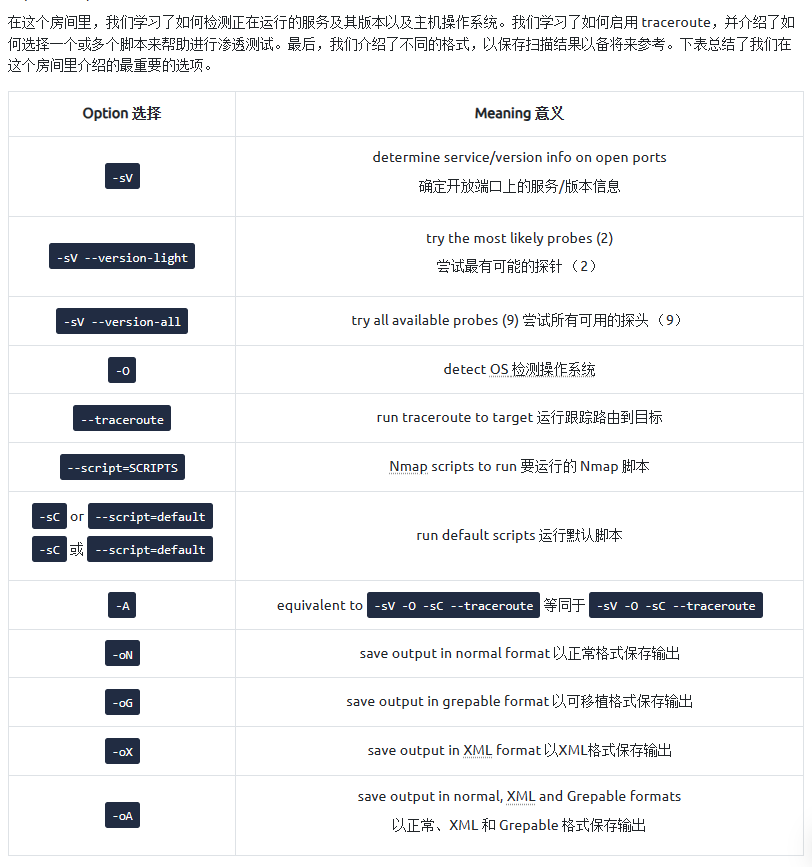 在这个房间里，我们学习了如何检测正在运行的服务及其版本以及主机操作系统。我们学习了如何启用 traceroute，并介绍了如
何选择一个或多个脚本来帮助进行渗透测试。最后，我们介绍了不同的格式，以保存扫描结果以备将来参考。下表总结了我们在
这个房间里介绍的最重要的选项。
Option 选择
Meaning 意义
-sV
determine service/version info on open ports
确定开放端口上的服务/版本信息
-sV --version-light
try the most likely probes (2)
尝试最有可能的探针（2）
-sV --version-all
try all available probes (9) 尝试所有可用的探头（9）
-O
detect OS 检测操作系统
--traceroute
run traceroute to target 运行跟踪路由到目标
--script=SCRIPTS
Nmap scripts to run 要运行的 Nmap 脚本
-sC or --script=default
-sC 或 --script=default
run default scripts 运行默认脚本
-A
equivalent to -sV -O -sC --traceroute 等同于 -sV -O -sC --traceroute
-oN
save output in normal format 以正常格式保存输出
-oG
save output in grepable format 以可移植格式保存输出
-oX
save output in XML format 以XML格式保存输出
-oA
save output in normal, XML and Grepable formats
以正常、XML 和 Grepable 格式保存输出